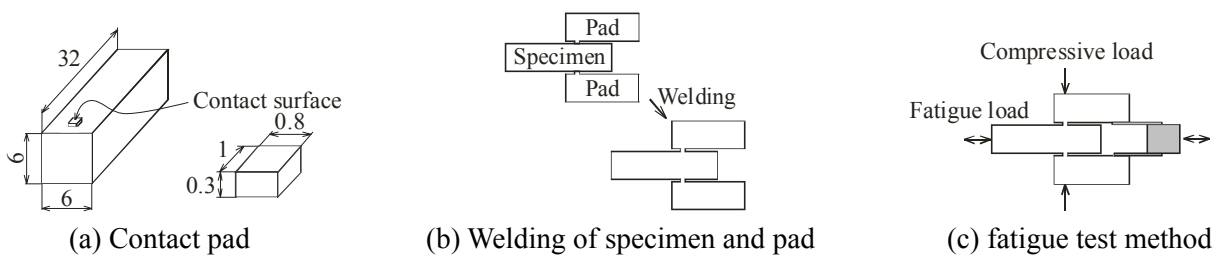 32
Contact surface
0.8
1
0.3
6
6
(a) Contact pad
Pad
Specimen
Pad
Welding
(b) Welding of specimen and pad
Compressive load
Fatigue load
(c) fatigue test method